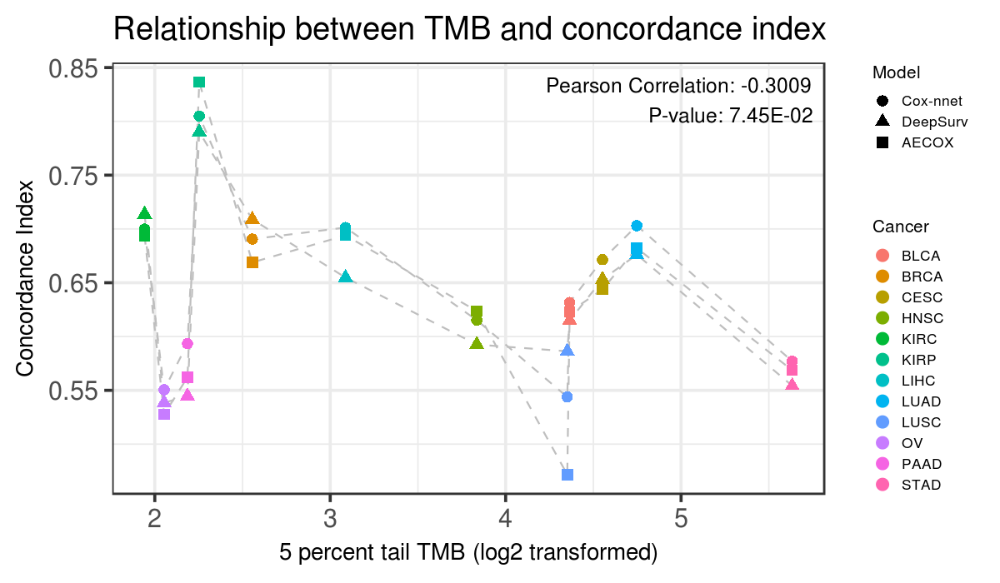 Relationship between TMB and concordance index
Pearson Correlation: -0.3009
P-value: 7.45E-02
Concordance Index
0.85
0.75
0.65
0.55
2 3 4 5
5 percent tail TMB (log2 transformed)
Model
Cox-nnet
DeepSurv
AECOX
Cancer
BLCA
BRCA
CESC
HNSC
KIRC
KIRP
LIHC
LUAD
LUSC
OV
PAAD
STAD